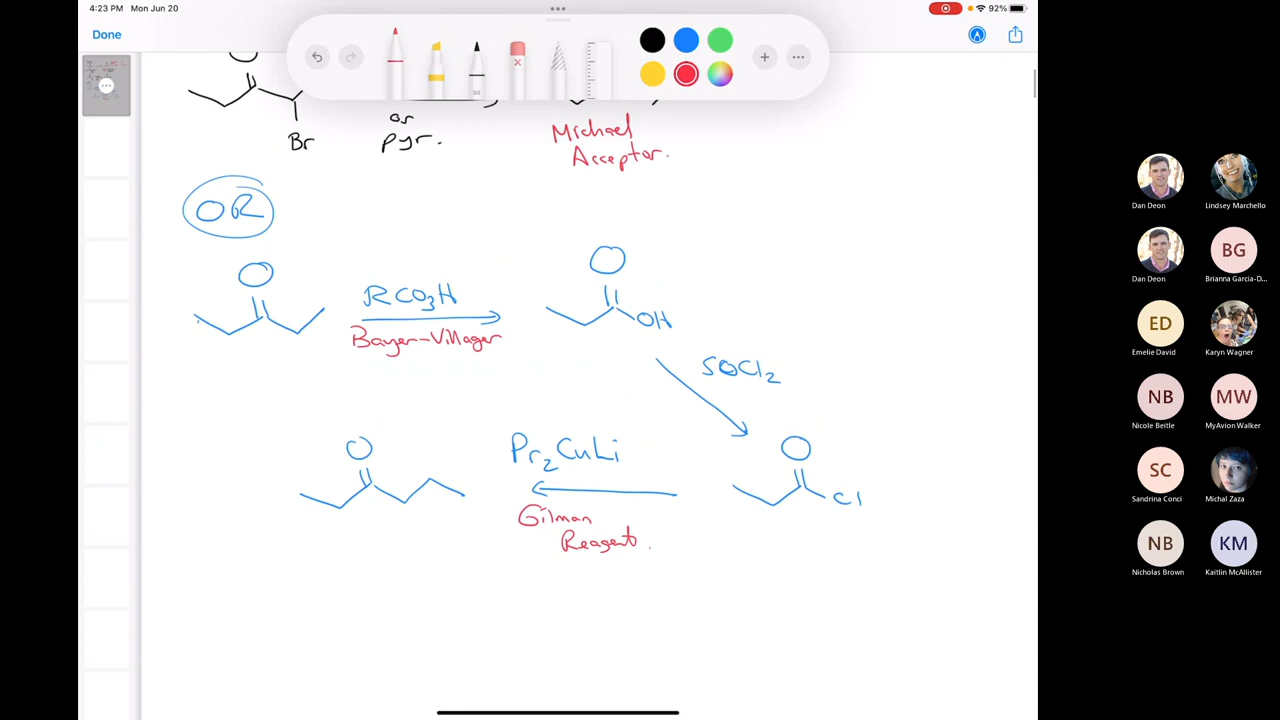 4:23 PM Mon Jun 20
92%
Done
Br
or
pyr.
Michael
Acceptor.
OR
O
RCO3H
Bayer-Villager
O
OH
SOCl2
O
Pr2CuLi
Gilman
Reagent.
O
Cl
Dan Deon
Lindsey Marchello
Dan Deon
BG
Brianna Garcia-D...
ED
Emelie David
Karyn Wagner
NB
Nicole Beitle
MW
MyAvion Walker
SC
Sandrina Conci
Michal Zaza
NB
Nicholas Brown
KM
Kaitlin McAllister